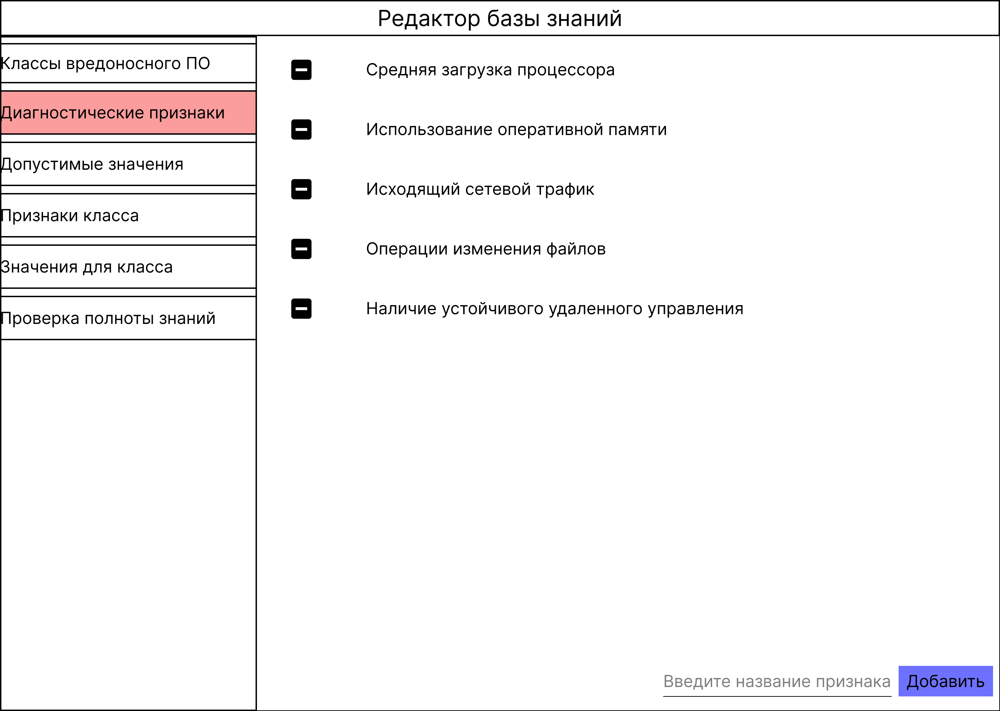 Редактор базы знаний
Классы вредоносного ПО
Диагностические признаки
Допустимые значения
Признаки класса
Значения для класса
Проверка полноты знаний
Средняя загрузка процессора
Использование оперативной памяти
Исходящий сетевой трафик
Операции изменения файлов
Наличие устойчивого удаленного управления
Введите название признака
Добавить